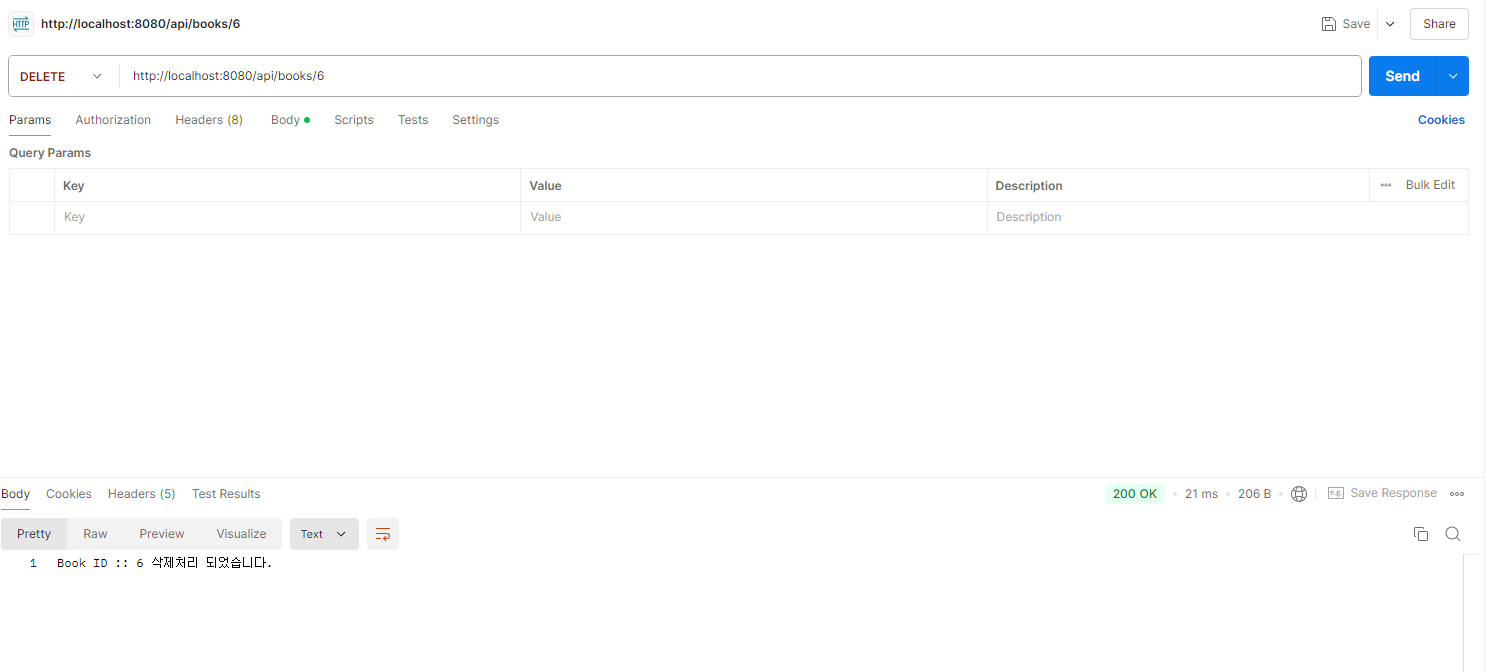 HTTP http://localhost:8080/api/books/6 Save Share
DELETE http://localhost:8080/api/books/6 Send
Params Authorization Headers (8) Body Scripts Tests Settings Cookies
Query Params
Key Value Description Bulk Edit
Key Value Description
Body Cookies Headers (5) Test Results 200 OK 21 ms 206 B e.g. Save Response
Pretty Raw Preview Visualize Text
1 Book ID :: 6 삭제처리 되었습니다.